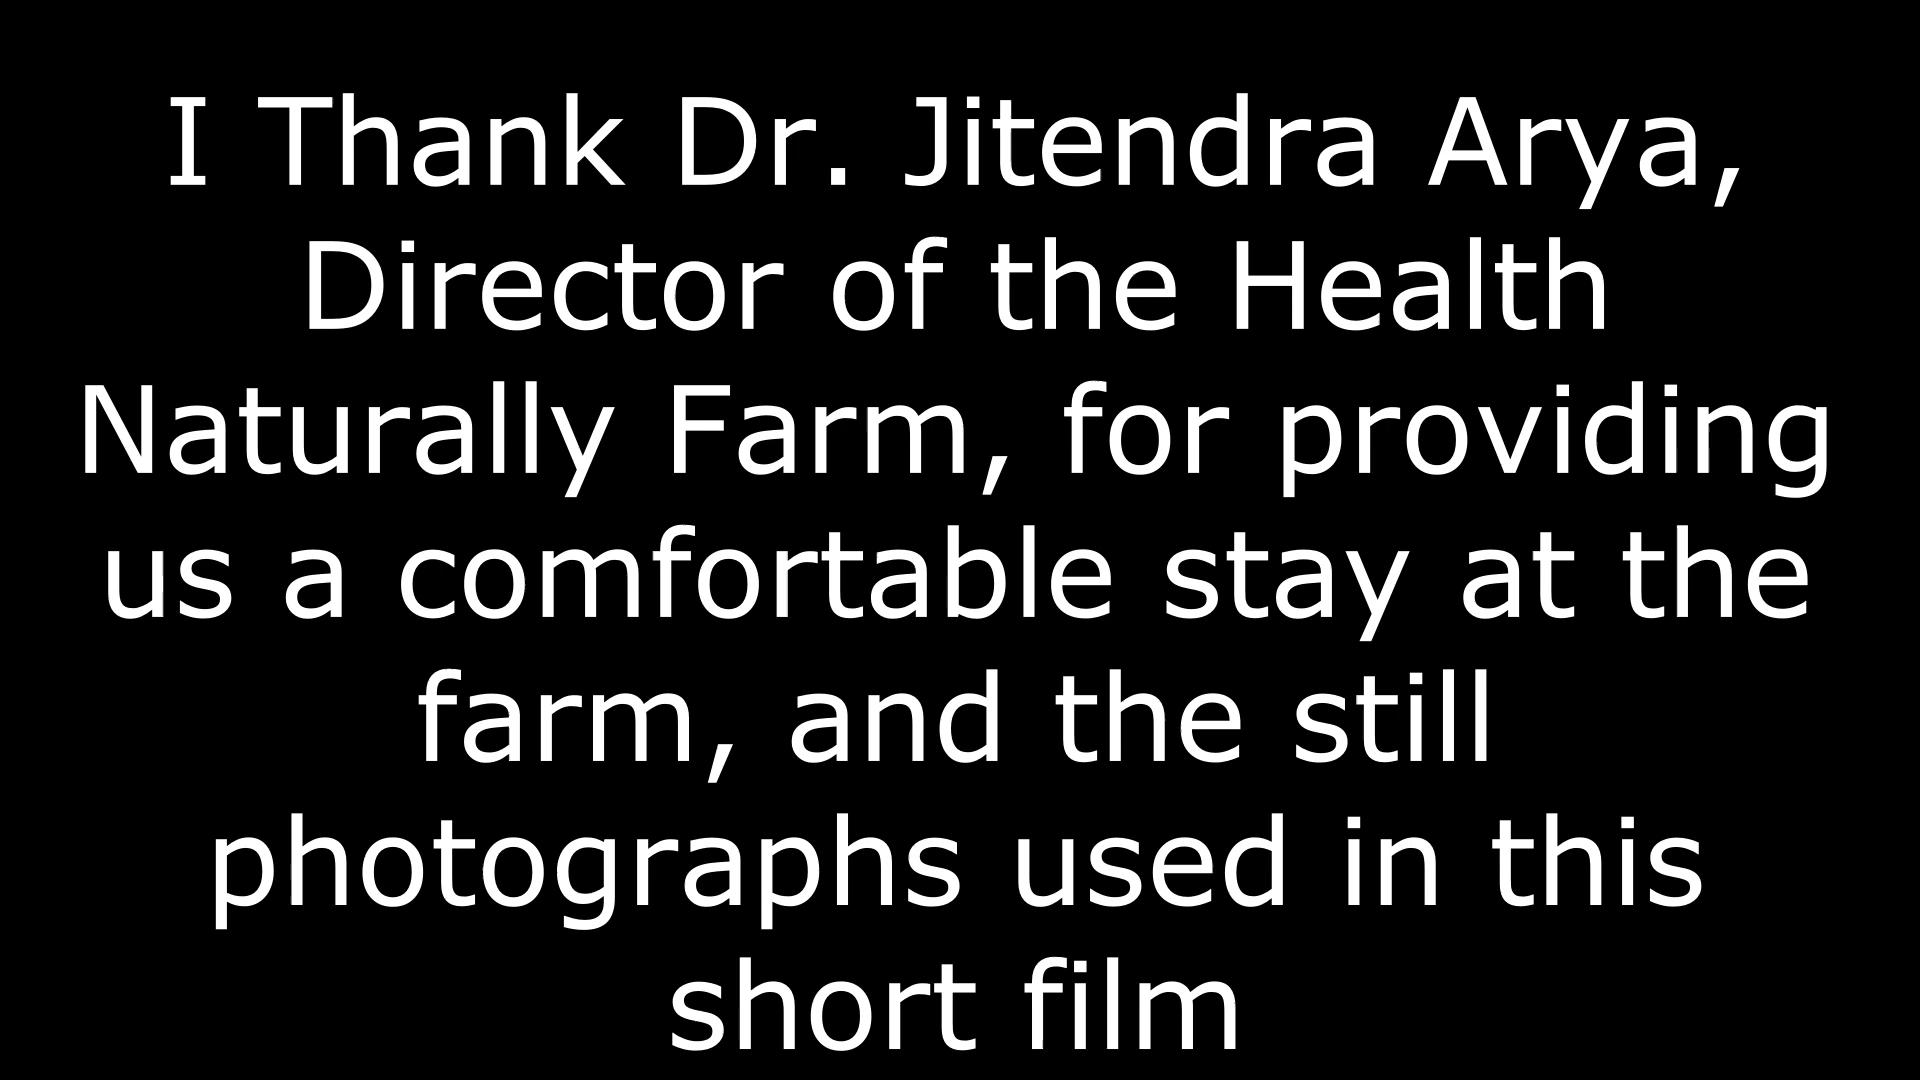 I Thank Dr. Jitendra Arya,
Director of the Health
Naturally Farm, for providing
us a comfortable stay at the
farm, and the still
photographs used in this
short film